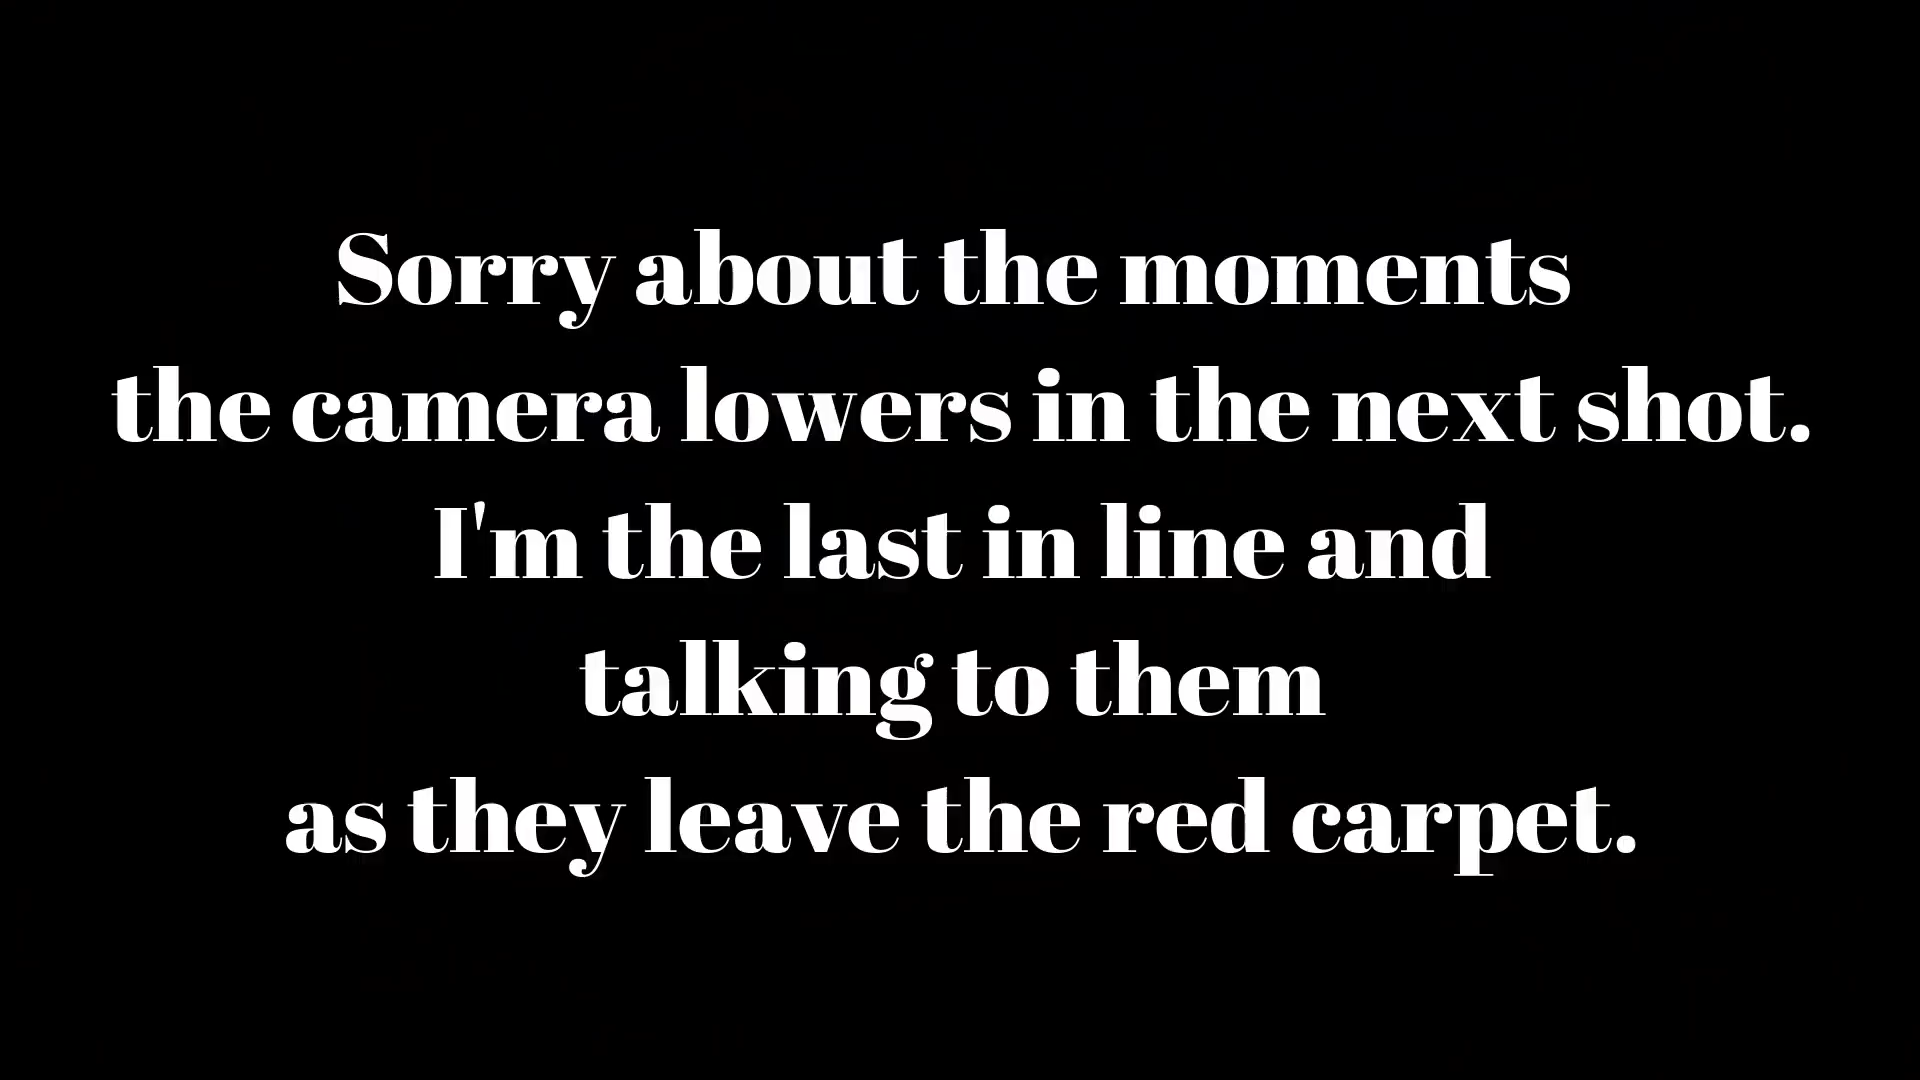 Sorry about the moments
the camera lowers in the next shot.
I'm the last in line and
talking to them
as they leave the red carpet.